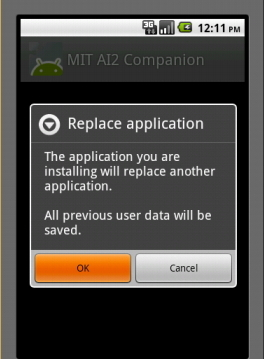 3G
12:11 PM
MIT AI2 Companion
Replace application
The application you are
installing will replace another
application.
All previous user data will be
saved.
OK
Cancel